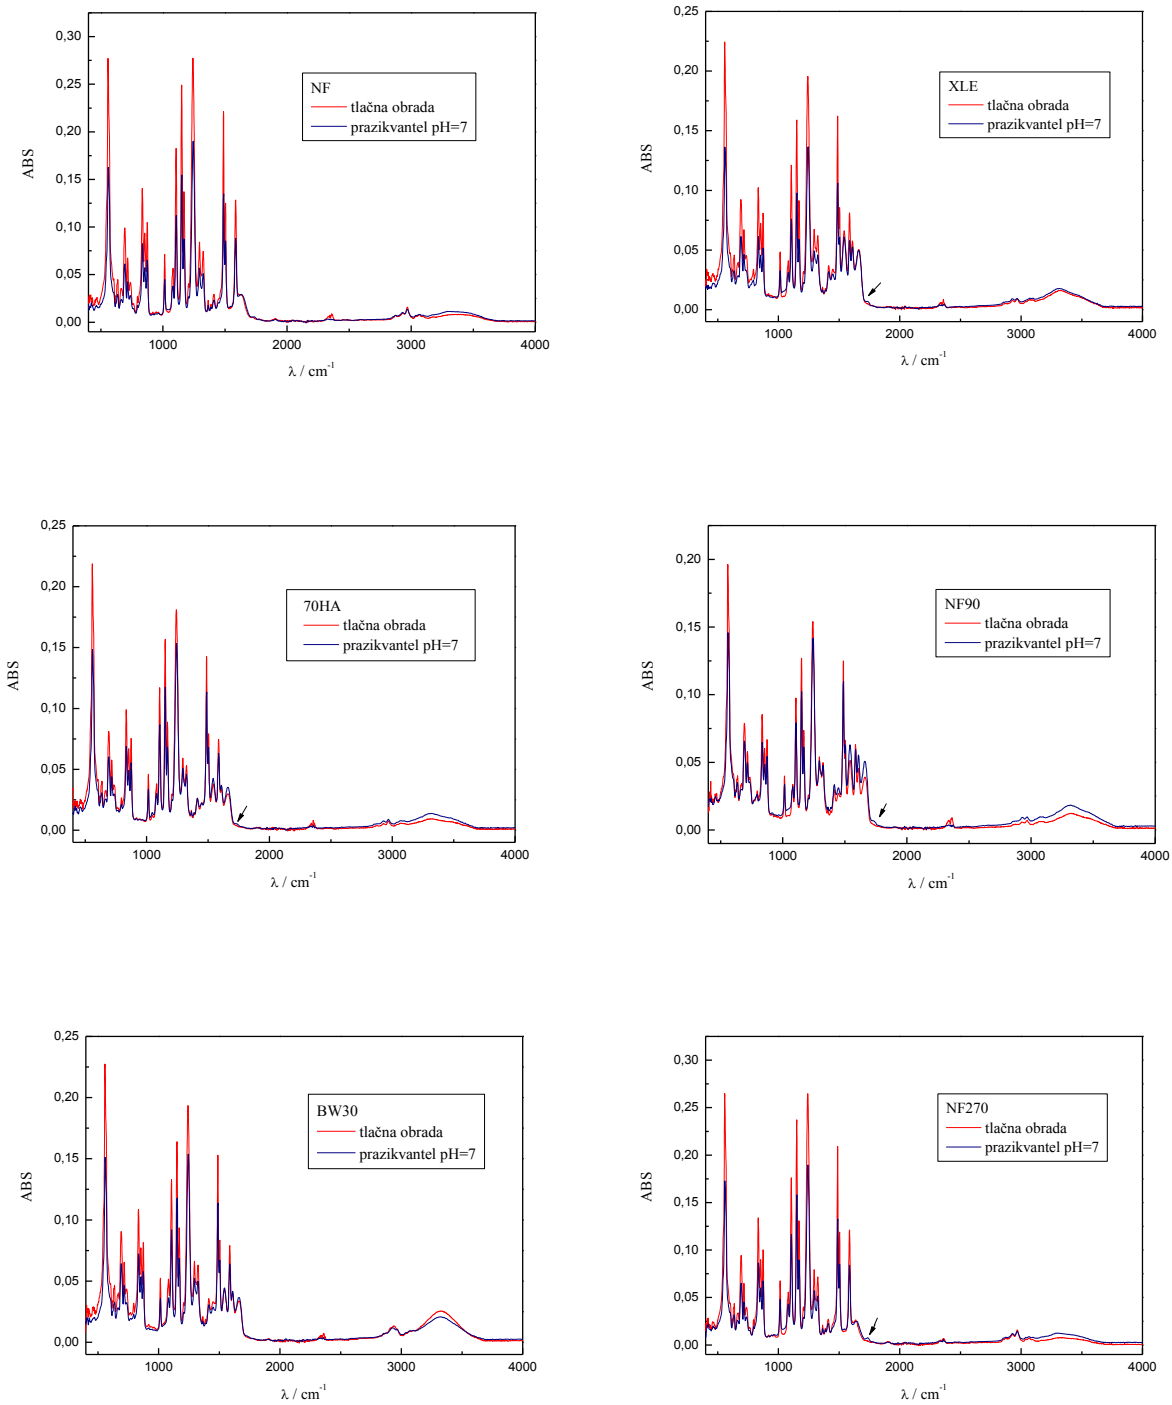 0,30
0,25
0,20
0,15
0,10
0,05
0,00
ABS
NF
tlačna obrada
prazikvantel pH=7
1000 2000 3000 4000
λ / cm⁻¹
0,25
0,20
0,15
0,10
0,05
0,00
ABS
XLE
tlačna obrada
prazikvantel pH=7
1000 2000 3000 4000
λ / cm⁻¹
0,25
0,20
0,15
0,10
0,05
0,00
ABS
70HA
tlačna obrada
prazikvantel pH=7
1000 2000 3000 4000
λ / cm⁻¹
0,20
0,15
0,10
0,05
0,00
ABS
NF90
tlačna obrada
prazikvantel pH=7
1000 2000 3000 4000
λ / cm⁻¹
0,25
0,20
0,15
0,10
0,05
0,00
ABS
BW30
tlačna obrada
prazikvantel pH=7
1000 2000 3000 4000
λ / cm⁻¹
0,30
0,25
0,20
0,15
0,10
0,05
0,00
ABS
NF270
tlačna obrada
prazikvantel pH=7
1000 2000 3000 4000
λ / cm⁻¹